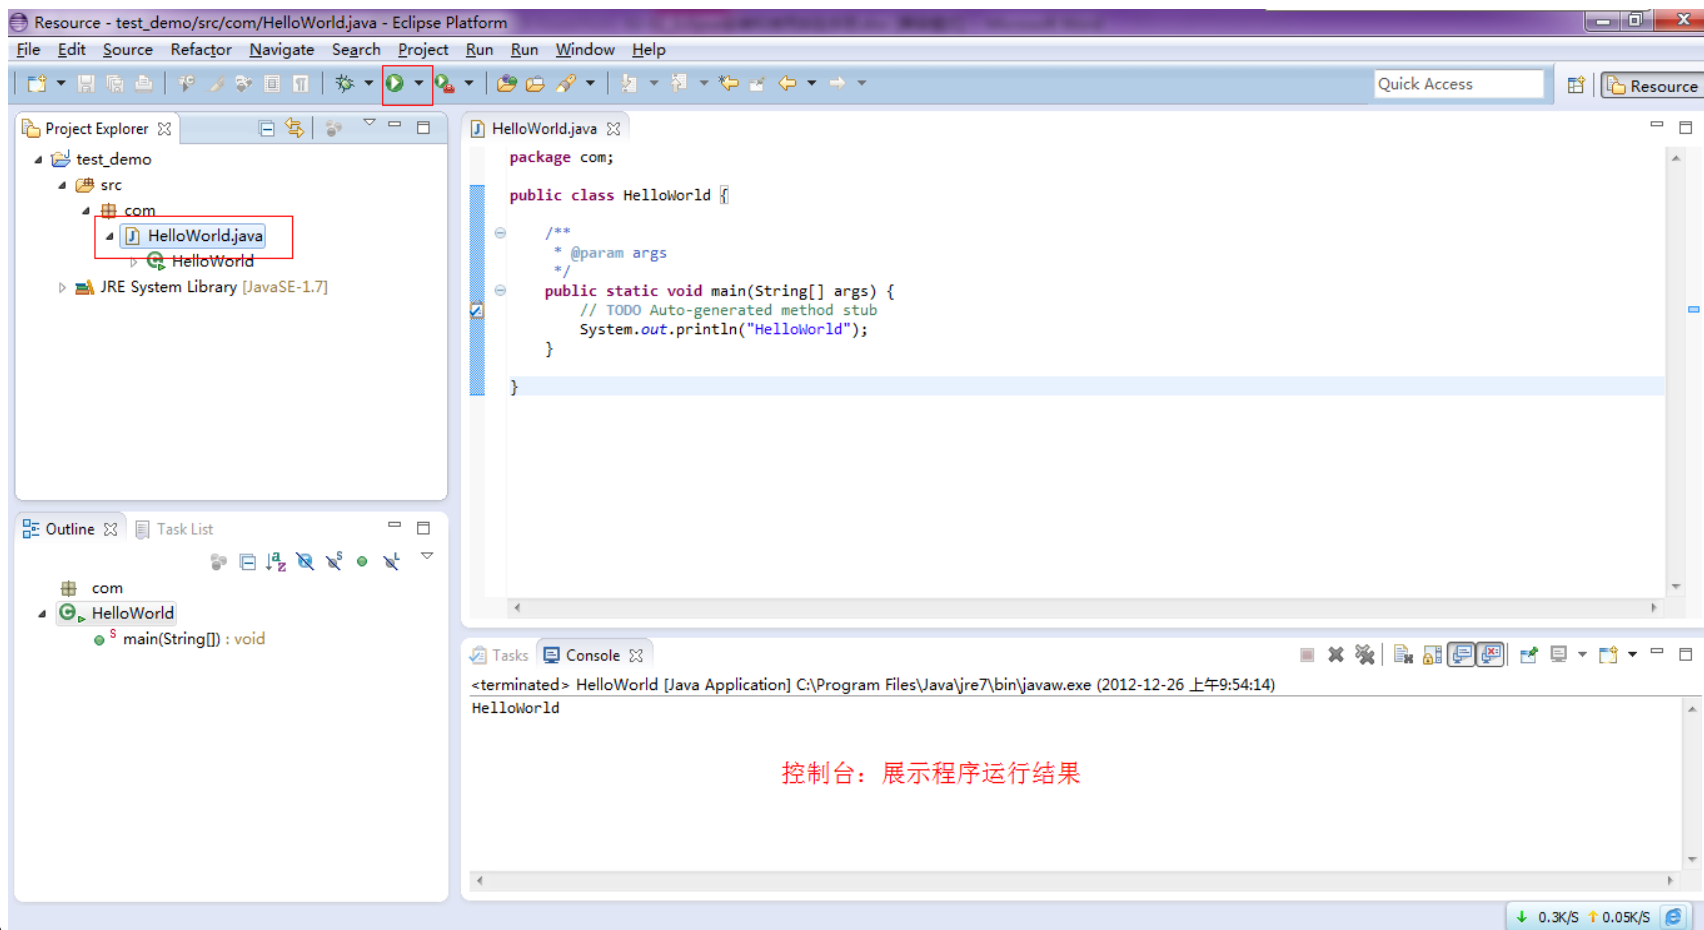 Resource - test_demo/src/com/HelloWorld.java - Eclipse Platform
File Edit Source Refactor Navigate Search Project Run Run Window Help
Quick Access
Resource
Project Explorer
test_demo
src
com
HelloWorld.java
HelloWorld
JRE System Library [JavaSE-1.7]
HelloWorld.java
package com;
public class HelloWorld {
/**
* @param args
*/
public static void main(String[] args) {
// TODO Auto-generated method stub
System.out.println("HelloWorld");
}
}
Outline Task List
com
HelloWorld
main(String[]) : void
Tasks Console
<terminated> HelloWorld [Java Application] C:\Program Files\Java\jre7\bin\javaw.exe (2012-12-26 上午9:54:14)
HelloWorld
控制台：展示程序运行结果
0.3K/S 0.05K/S